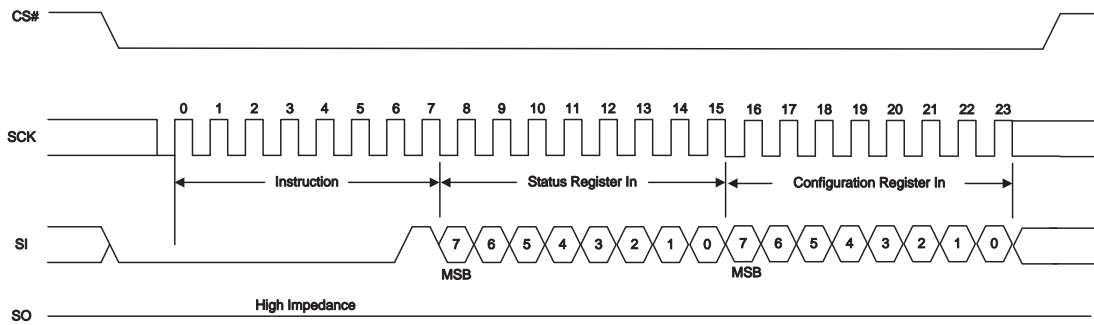 CS#
0 1 2 3 4 5 6 7 8 9 10 11 12 13 14 15 16 17 18 19 20 21 22 23
SCK
Instruction Status Register In Configuration Register In
SI 7 6 5 4 3 2 1 0 7 6 5 4 3 2 1 0
MSB MSB
High Impedance
SO